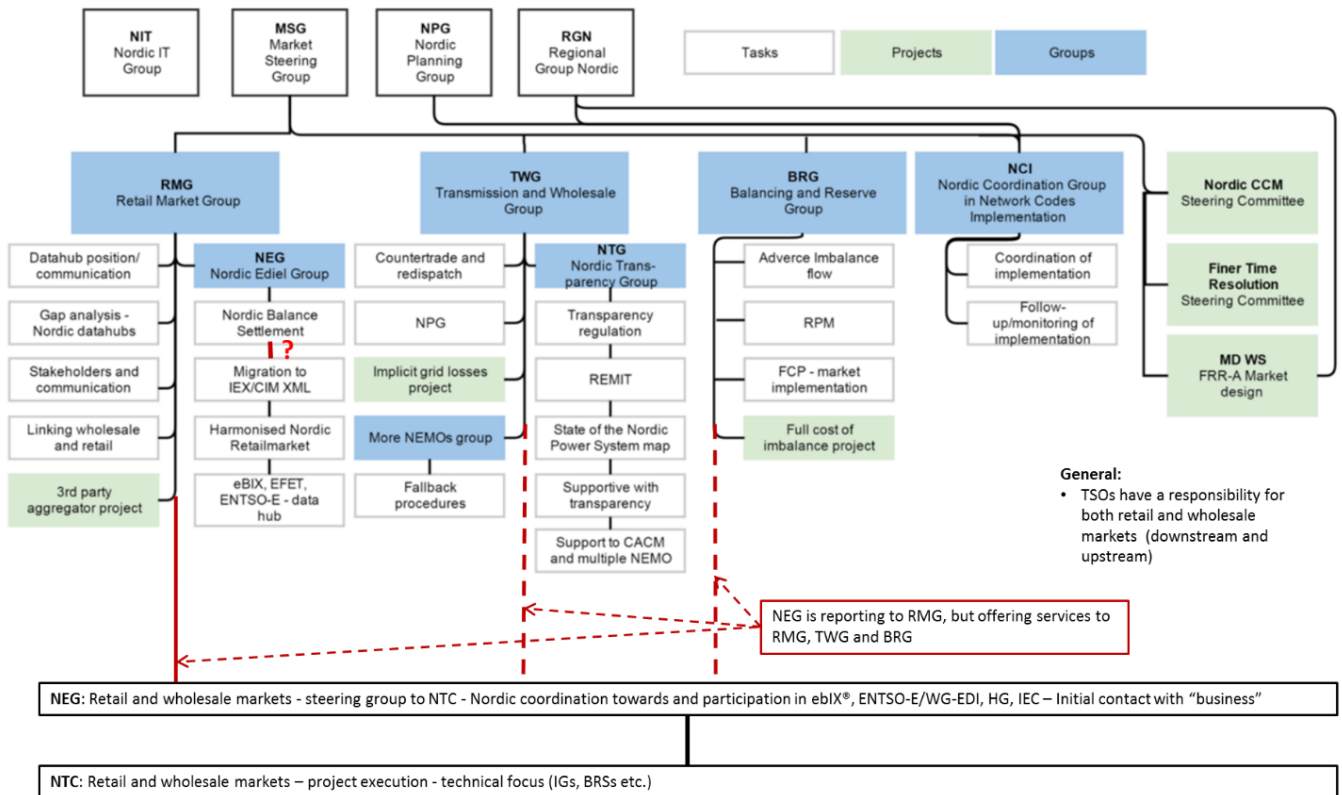 NIT
Nordic IT
Group
MSG
Market
Steering
Group
NPG
Nordic
Planning
Group
RGN
Regional
Group Nordic
Tasks
Projects
Groups
RMG
Retail Market Group
TWG
Transmission and Wholesale
Group
BRG
Balancing and Reserve
Group
NCI
Nordic Coordination Group
in Network Codes
Implementation
Nordic CCM
Steering Committee
Finer Time
Resolution
Steering Committee
MD WS
FRR-A Market
design
Datahub position/
communication
Gap analysis -
Nordic datahubs
Stakeholders and
communication
Linking wholesale
and retail
3rd party
aggregator project
NEG
Nordic Ediel Group
Nordic Balance
Settlement
?
Migration to
IEX/CIM XML
Harmonised Nordic
Retailmarket
eBIX, EFET,
ENTSO-E - data
hub
Countertrade and
redispatch
NPG
Implicit grid losses
project
More NEMOs group
Fallback
procedures
NTG
Nordic Trans-
parency Group
Transparency
regulation
REMIT
State of the Nordic
Power System map
Supportive with
transparency
Support to CACM
and multiple NEMO
Adverce Imbalance
flow
RPM
FCP - market
implementation
Full cost of
imbalance project
Coordination of
implementation
Follow-
up/monitoring of
implementation
General:
• TSOs have a responsibility for
both retail and wholesale
markets (downstream and
upstream)
NEG is reporting to RMG, but offering services to
RMG, TWG and BRG
NEG: Retail and wholesale markets - steering group to NTC - Nordic coordination towards and participation in ebIX®, ENTSO-E/WG-EDI, HG, IEC – Initial contact with “business”
NTC: Retail and wholesale markets – project execution - technical focus (IGs, BRSs etc.)